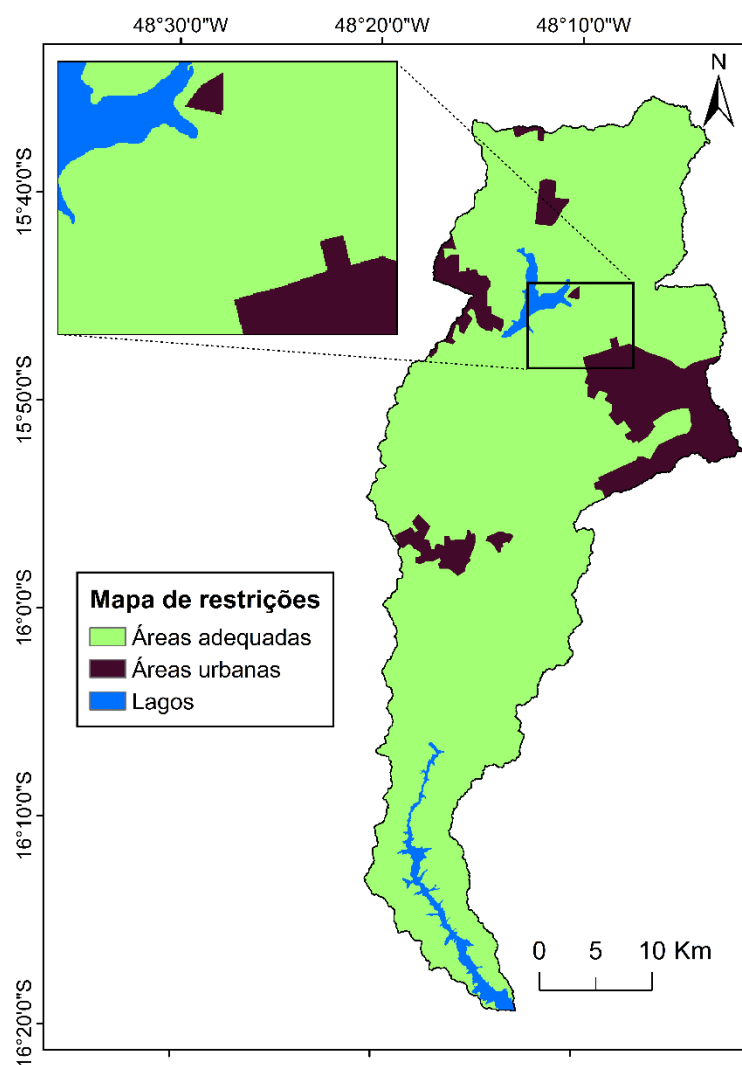 48°30'0"W
48°20'0"W
48°10'0"W
N
15°40'0"S
15°50'0"S
16°0'0"S
16°10'0"S
16°20'0"S
Mapa de restrições
Áreas adequadas
Áreas urbanas
Lagos
0 5 10 Km